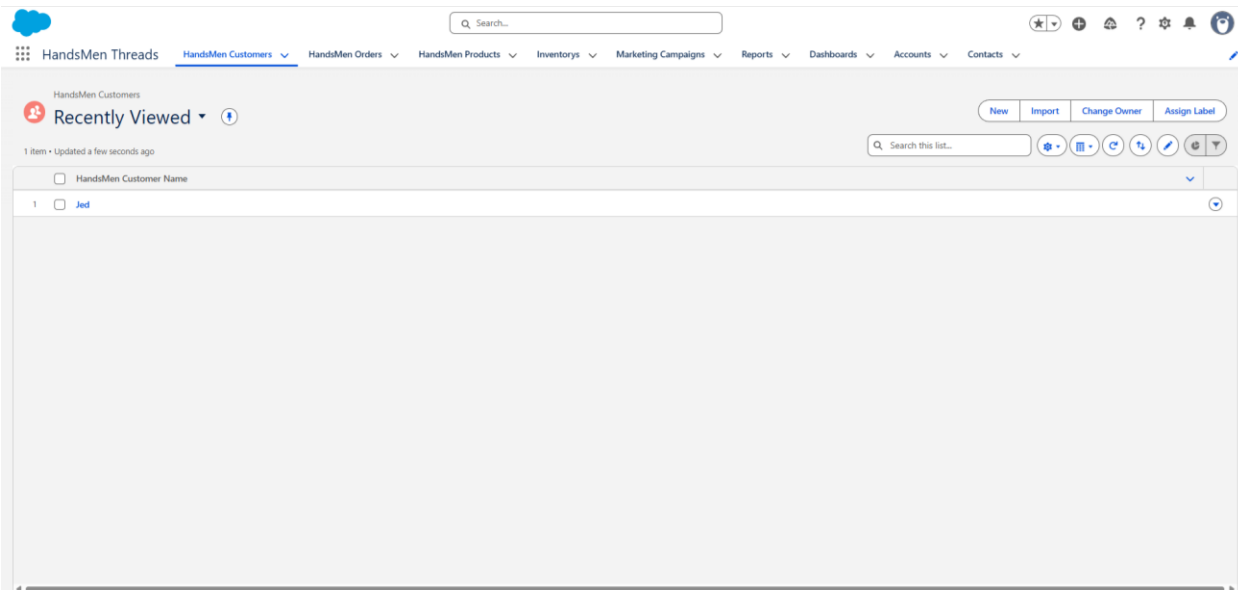 Search...
HandsMen Threads HandsMen Customers HandsMen Orders HandsMen Products Inventorys Marketing Campaigns Reports Dashboards Accounts Contacts
HandsMen Customers
Recently Viewed
New Import Change Owner Assign Label
1 item • Updated a few seconds ago
Search this list...
HandsMen Customer Name
1 Jed